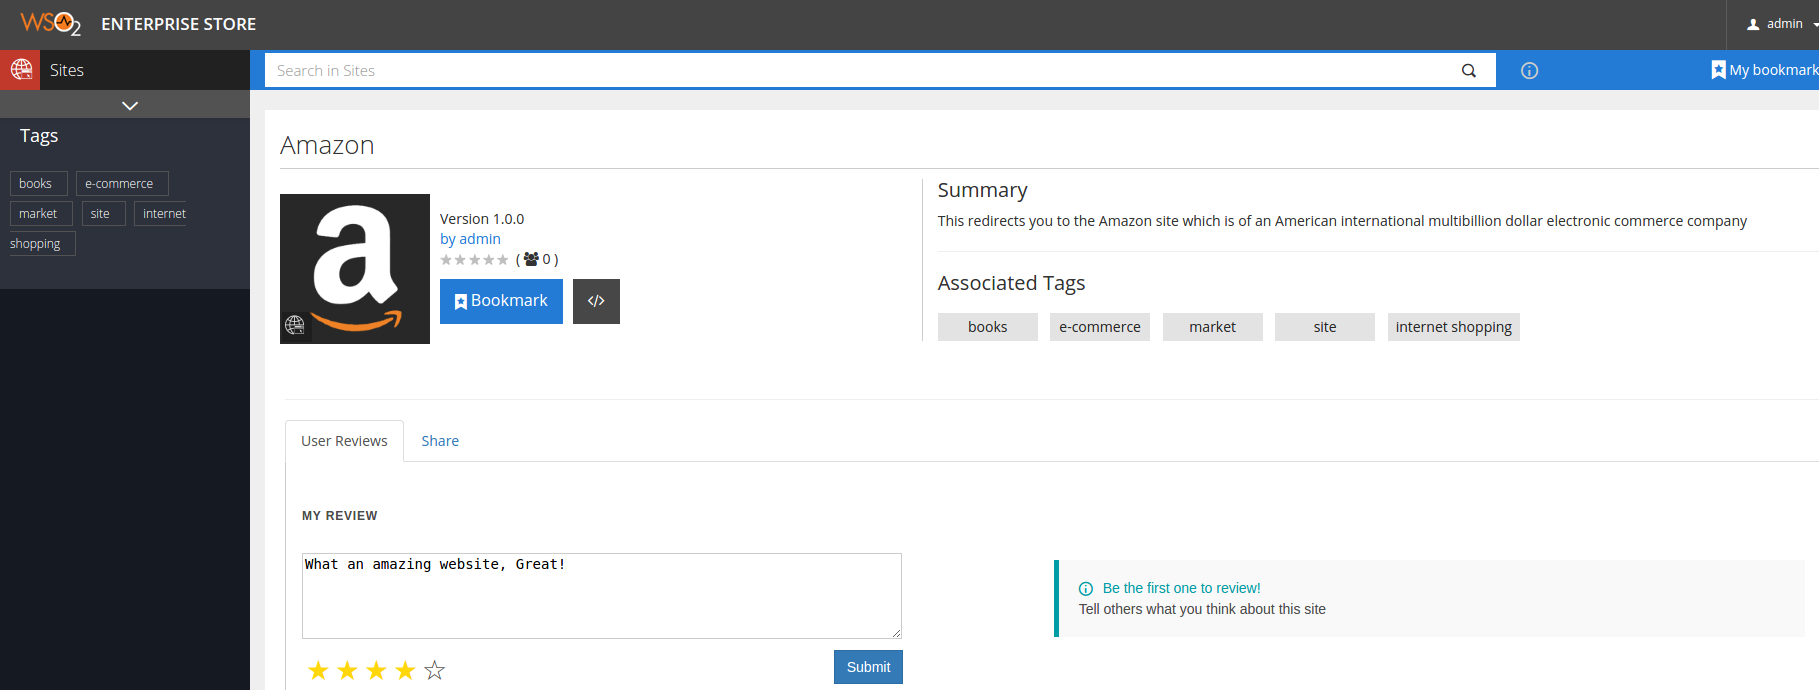 WSO2 ENTERPRISE STORE
admin
Sites
Search in Sites
My bookmark
Tags
books e-commerce
market site internet
shopping
Amazon
Version 1.0.0
by admin
( 0 )
Bookmark </>
Summary
This redirects you to the Amazon site which is of an American international multibillion dollar electronic commerce company
Associated Tags
books e-commerce market site internet shopping
User Reviews Share
MY REVIEW
What an amazing website, Great!
Submit
Be the first one to review!
Tell others what you think about this site